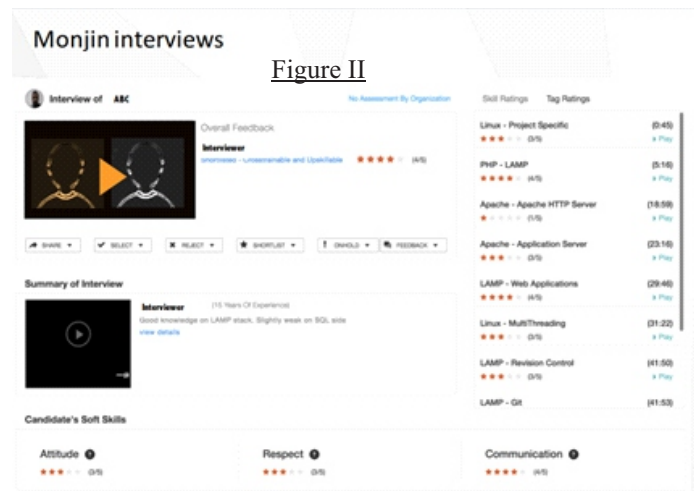 Monjin interviews
Figure II
Interview of ABC
No Assessment By Organization
Skill Ratings Tag Ratings
Overall Feedback
Interviewer
- Crosstrainable and Upskillable (4/5)
SHARE SELECT REJECT SHORTLIST ONHOLD FEEDBACK
Summary of Interview
Interviewer (15 Years Of Experience)
Good knowledge on LAMP stack. Slightly weak on SQL side
view details
Linux - Project Specific (0:45)
(3/5) Play
PHP - LAMP (5:16)
(4/5) Play
Apache - Apache HTTP Server (18:59)
(1/5) Play
Apache - Application Server (23:16)
(3/5) Play
LAMP - Web Applications (29:46)
(4/5) Play
Linux - MultiThreading (31:22)
(3/5) Play
LAMP - Revision Control (41:50)
(3/5) Play
LAMP - Git (41:53)
Candidate's Soft Skills
Attitude ?
(3/5)
Respect ?
(3/5)
Communication ?
(4/5)